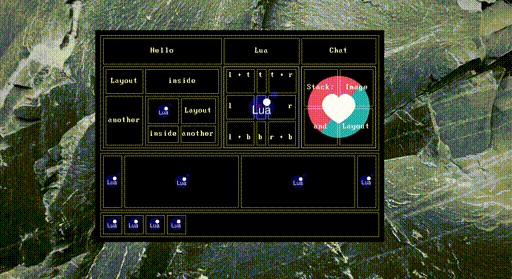 Hello Lua Chat
Layout inside
another
Lua Layout
inside another
l + t t t + r
l Lua r
l + b b r + b
Stack: Image
and Layout
Lua Lua Lua Lua
Lua Lua Lua Lua